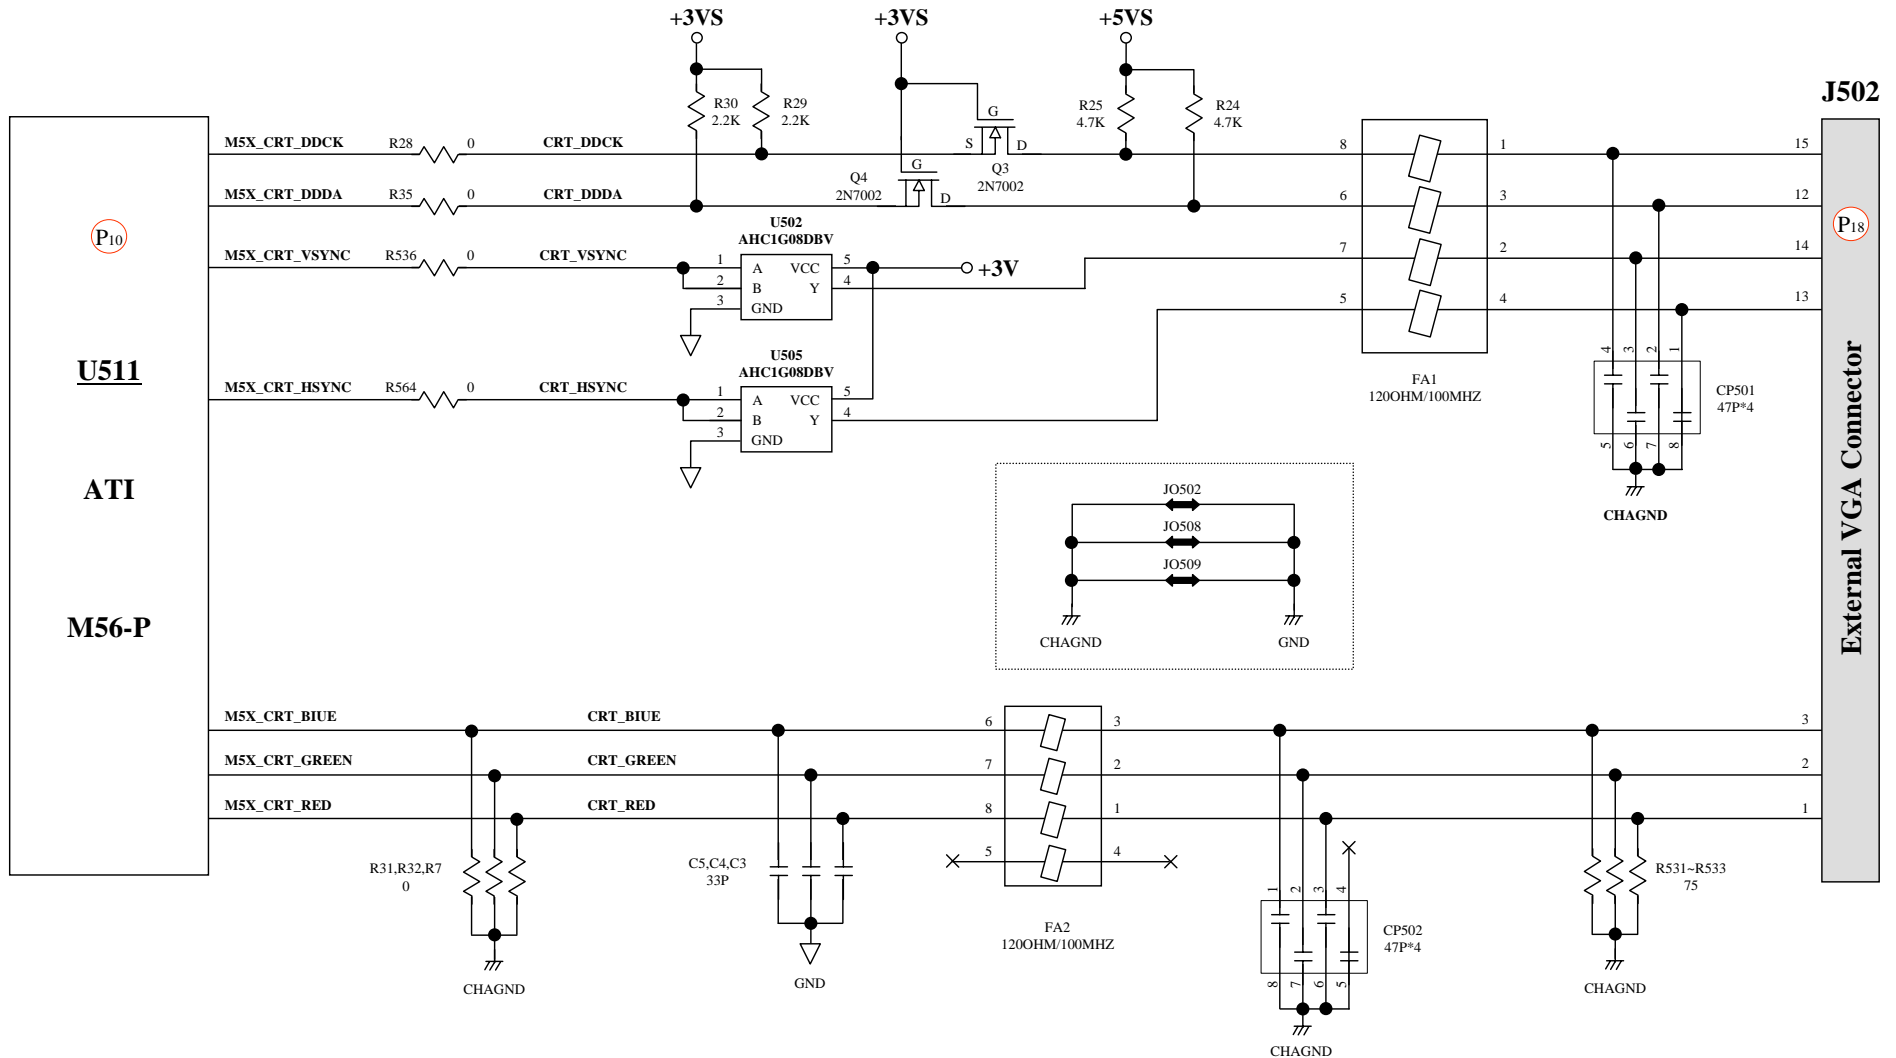 +3VS
+3VS
+5VS
J502
R30
2.2K
R29
2.2K
G
R25
4.7K
R24
4.7K
M5X_CRT_DDCK
R28
0
CRT_DDCK
S
D
Q3
2N7002
8
1
15
M5X_CRT_DDDA
R35
0
CRT_DDDA
Q4
2N7002
G
D
6
3
12
P10
P18
U502
AHC1G08DBV
M5X_CRT_VSYNC
R536
0
CRT_VSYNC
1
2
3
A
B
GND
VCC
Y
5
4
+3V
7
2
14
5
4
13
U511
U505
AHC1G08DBV
M5X_CRT_HSYNC
R564
0
CRT_HSYNC
1
2
3
A
B
GND
VCC
Y
5
4
FA1
120OHM/100MHZ
4
3
2
1
CP501
47P*4
5
6
7
8
CHAGND
ATI
M56-P
External VGA Connector
JO502
JO508
JO509
CHAGND
GND
M5X_CRT_BIUE
CRT_BIUE
6
3
3
M5X_CRT_GREEN
CRT_GREEN
7
2
2
M5X_CRT_RED
CRT_RED
8
1
1
5
4
R31,R32,R7
0
C5,C4,C3
33P
R531~R533
75
FA2
120OHM/100MHZ
1
2
3
4
CP502
47P*4
8
7
6
5
CHAGND
GND
CHAGND
CHAGND